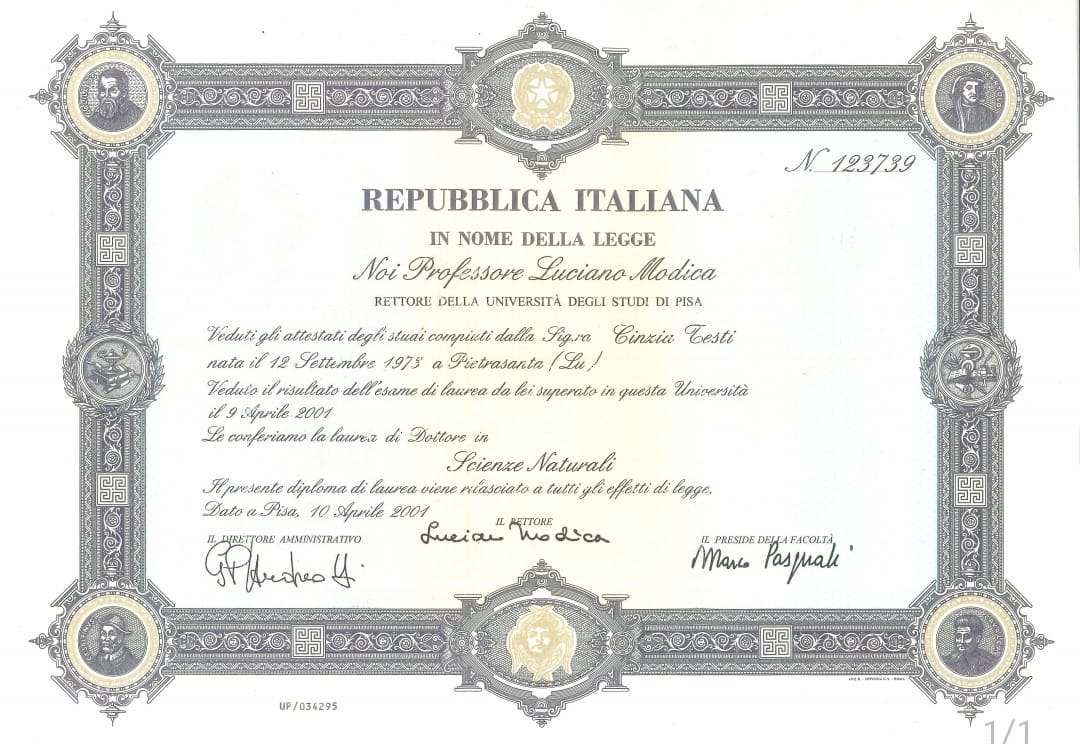 N. 123739
REPUBBLICA ITALIANA
IN NOME DELLA LEGGE
Noi Professore Luciano Modica
RETTORE DELLA UNIVERSITÀ DEGLI STUDI DI PISA
Veduti gli attestati degli studi compiuti dalla Sig.ra Cinzia Testi
nata il 12 Settembre 1973 a Pietrasanta (Lu)
Veduto il risultato dell'esame di laurea da lei superato in questa Università
il 9 Aprile 2001
Le conferiamo la laurea di Dottore in
Scienze Naturali
Il presente diploma di laurea viene rilasciato a tutti gli effetti di legge.
Dato a Pisa, 10 Aprile 2001
IL RETTORE
IL DIRETTORE AMMINISTRATIVO
Luciano Modica
IL PRESIDE DELLA FACOLTÀ
Marco Pasquali
UP/034295
1/1